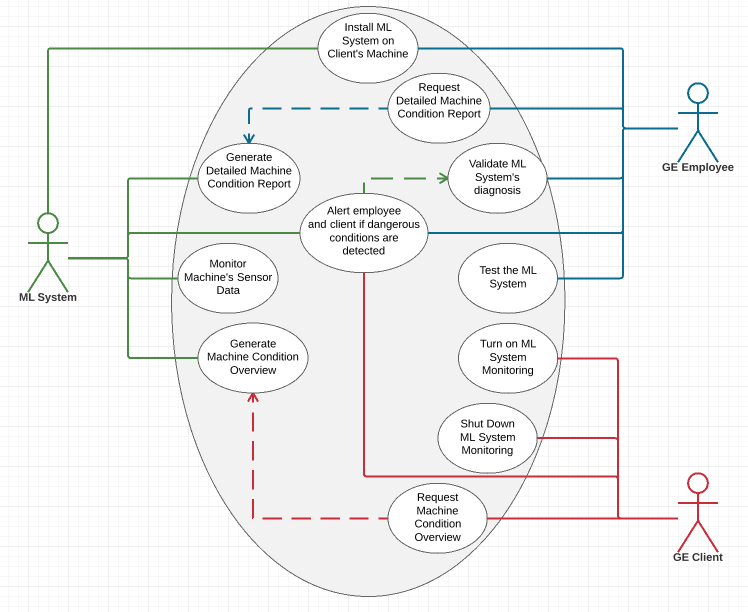 Install ML
System on
Client's Machine
Request
Detailed Machine
Condition Report
GE Employee
Generate
Detailed Machine
Condition Report
Validate ML
System's
diagnosis
Alert employee
and client if dangerous
conditions are
detected
ML System
Monitor
Machine's Sensor
Data
Test the ML
System
Generate
Machine Condition
Overview
Turn on ML
System
Monitoring
Shut Down
ML System
Monitoring
Request
Machine
Condition
Overview
GE Client